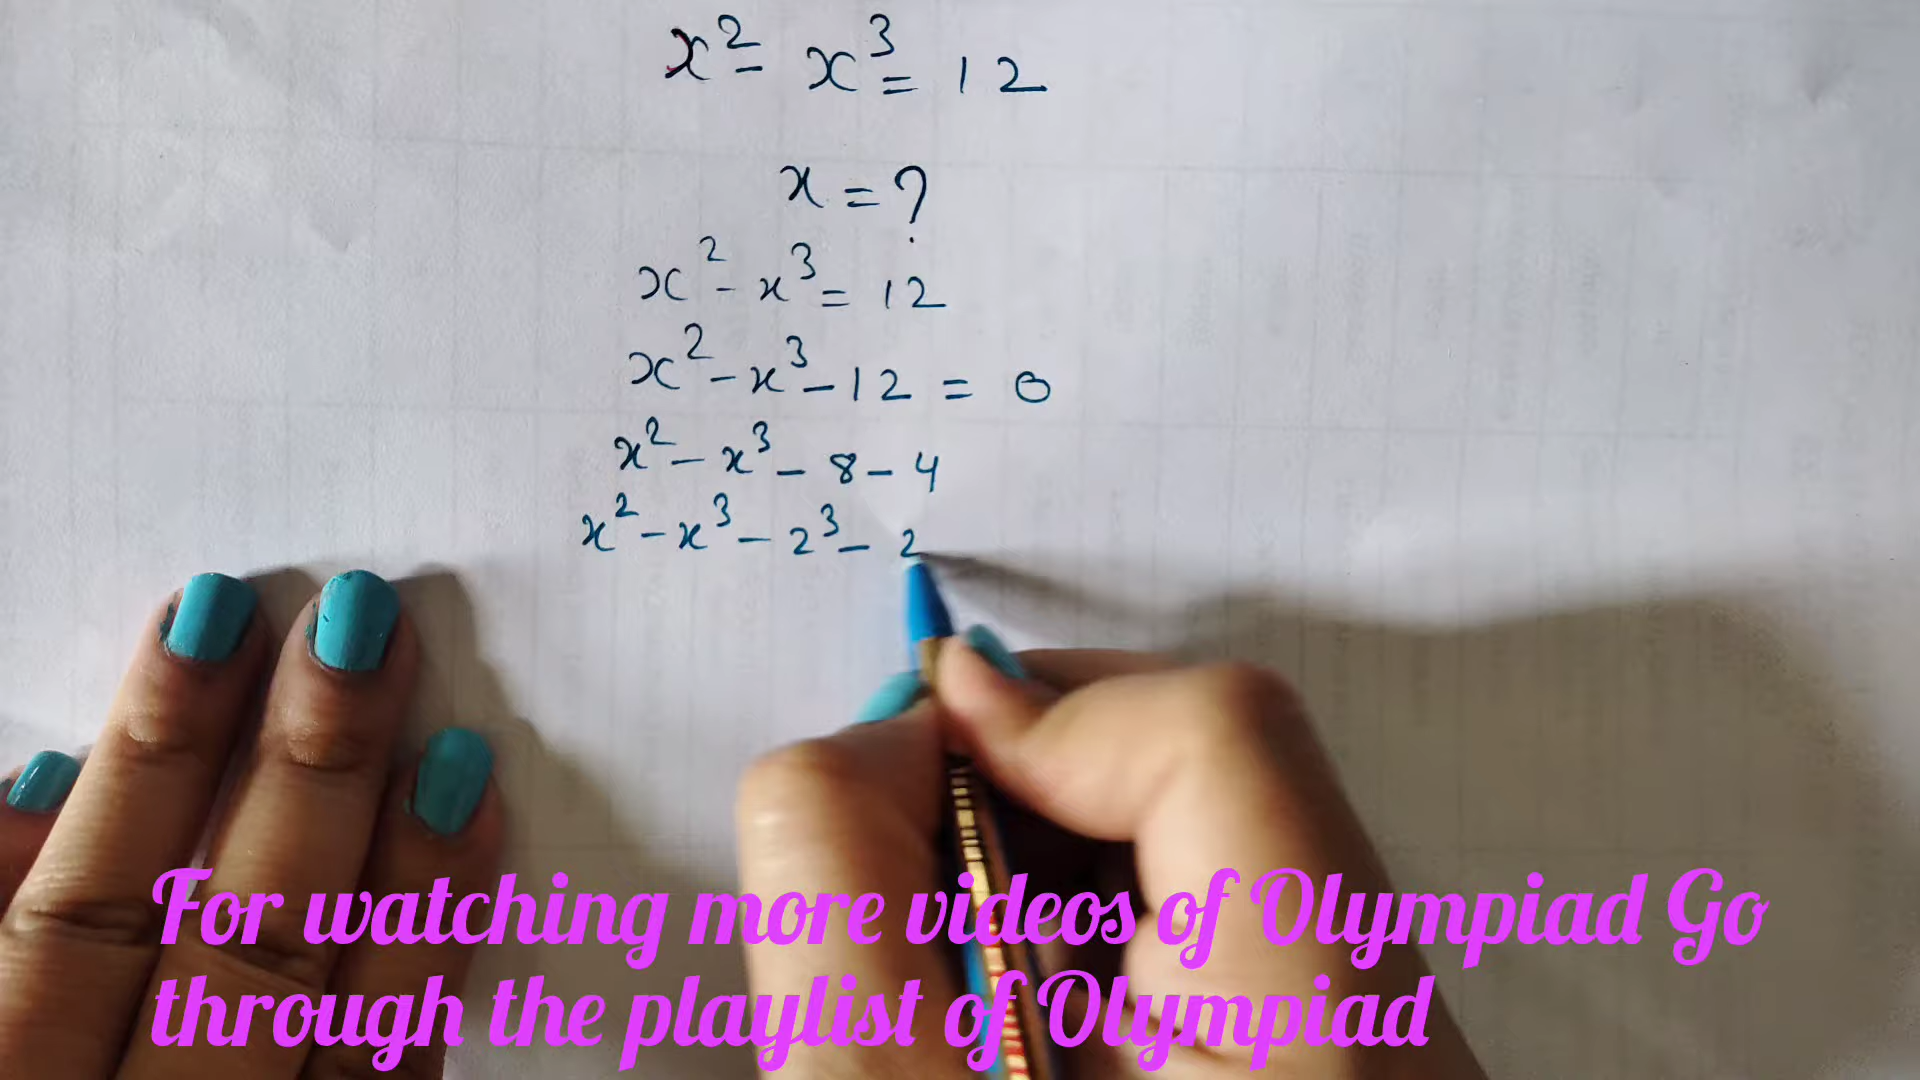 x² - x³ = 12
x = ?
x² - x³ = 12
x² - x³ - 12 = 0
x² - x³ - 8 - 4
x² - x³ - 2³ - 2
For watching more videos of Olympiad Go
through the playlist of Olympiad